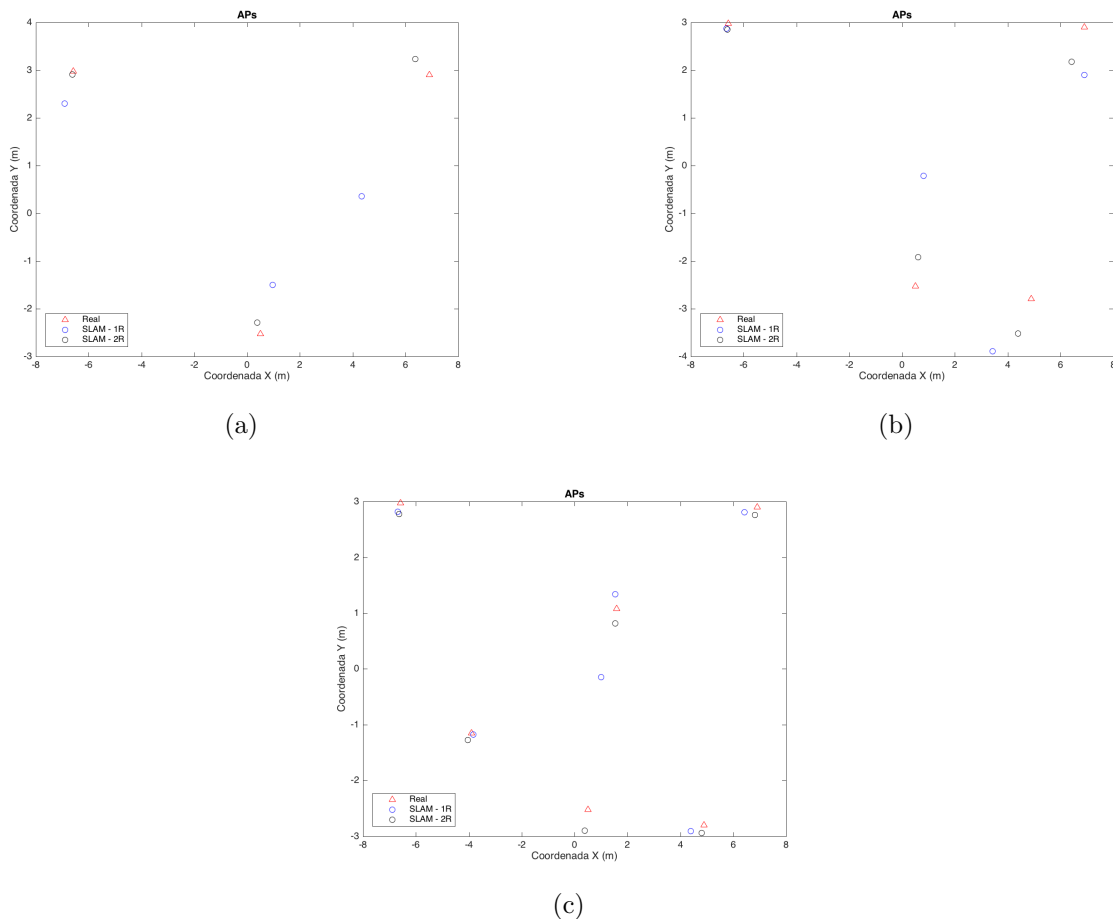 APs
4
3
2
1
0
-1
-2
-3
Coordenada Y (m)
Real
SLAM - 1R
SLAM - 2R
-8 -6 -4 -2 0 2 4 6 8
Coordenada X (m)
(a)
APs
3
2
1
0
-1
-2
-3
-4
Coordenada Y (m)
Real
SLAM - 1R
SLAM - 2R
-8 -6 -4 -2 0 2 4 6 8
Coordenada X (m)
(b)
APs
3
2
1
0
-1
-2
-3
Coordenada Y (m)
Real
SLAM - 1R
SLAM - 2R
-8 -6 -4 -2 0 2 4 6 8
Coordenada X (m)
(c)